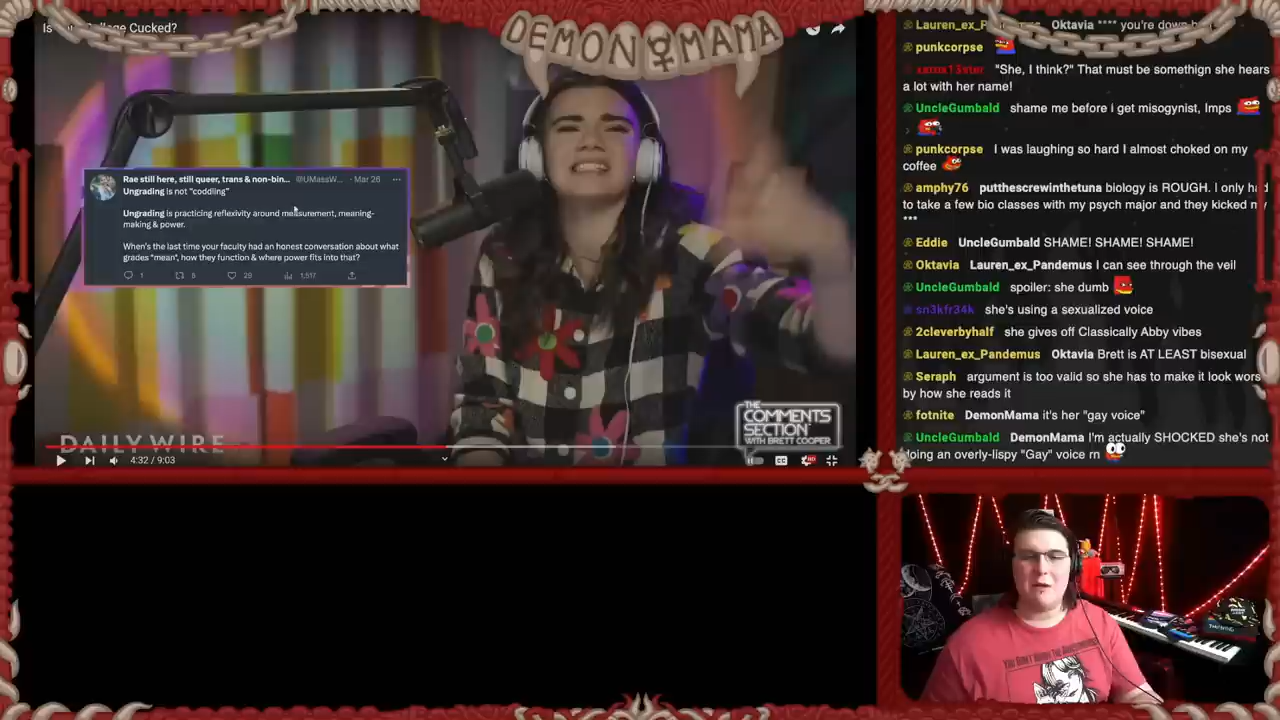 Cucked?
DEMON MAMA
Rae still here, still queer, trans & non-bin... @UMassW... · Mar 26
Ungrading is not "coddling"
Ungrading is practicing reflexivity around measurement, meaning-
making & power.
When's the last time your faculty had an honest conversation about what
grades "mean", how they function & where power fits into that?
1 29 1,517
DAILY WIRE
THE
COMMENTS
SECTION
WITH BRETT COOPER
4:32 / 9:03
Oktavia **** you're down
punkcorpse
"She, I think?" That must be somethign she hears
a lot with her name!
UncleGumbald shame me before i get misogynist, Imps
punkcorpse I was laughing so hard I almost choked on my
coffee
amphy76 putthescrewinthetuna biology is ROUGH. I only had
to take a few bio classes with my psych major and they kicked my
***
Eddie UncleGumbald SHAME! SHAME! SHAME!
Oktavia Lauren_ex_Pandemus I can see through the veil
UncleGumbald spoiler: she dumb
sn3kfr34k she's using a sexualized voice
2cleverbyhalf she gives off Classically Abby vibes
Lauren_ex_Pandemus Oktavia Brett is AT LEAST bisexual
Seraph argument is too valid so she has to make it look wors
by how she reads it
fotnite DemonMama it's her "gay voice"
UncleGumbald DemonMama I'm actually SHOCKED she's not
doing an overly-lispy "Gay" voice rn